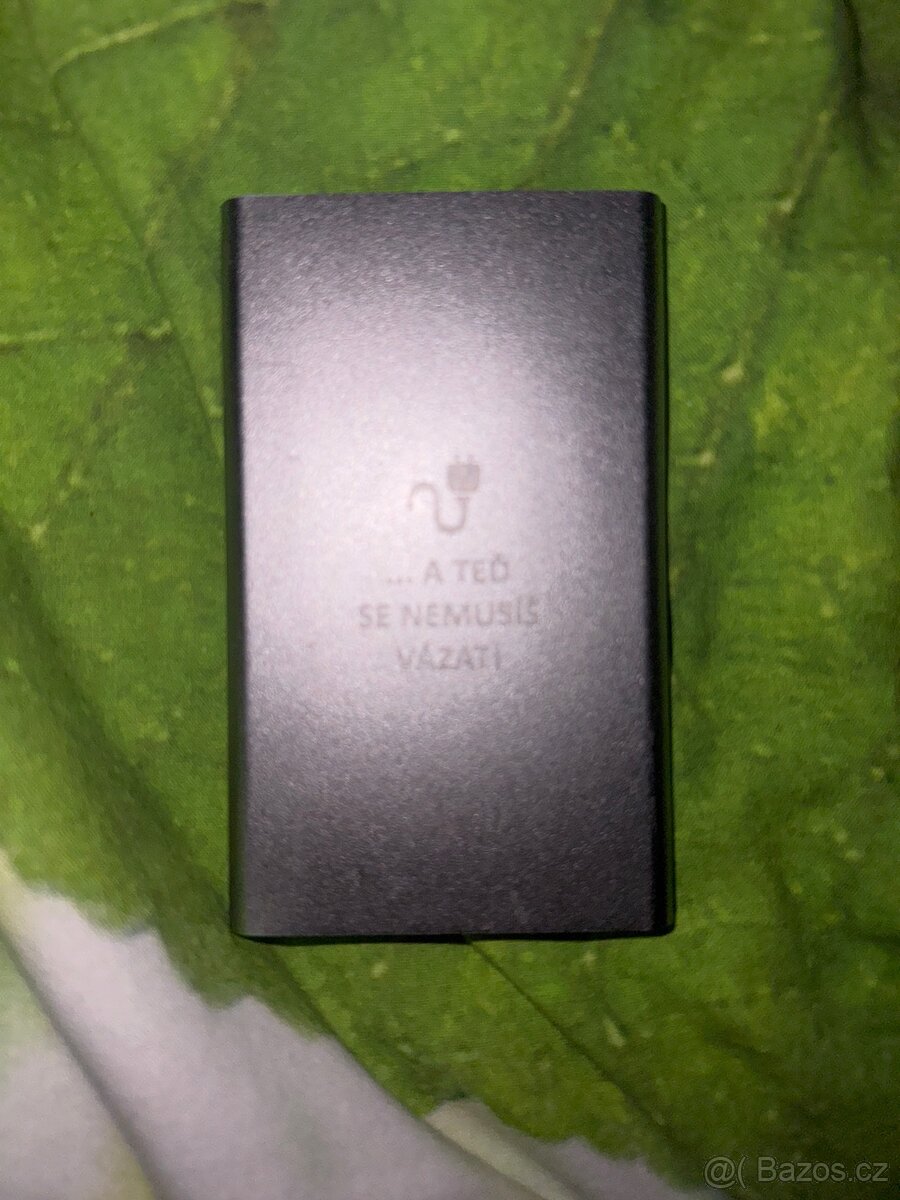 ... A TEĎ
SE NEMUSÍŠ
VÁZAT!
@( Bazos.cz